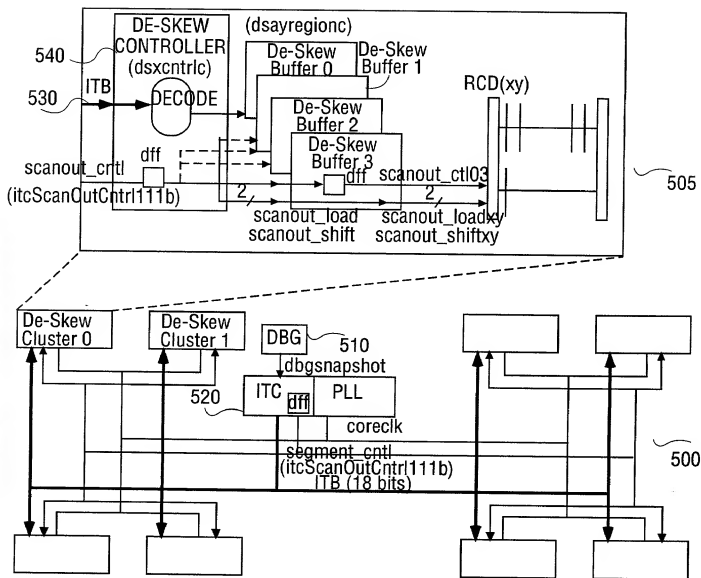 DE-SKEW
CONTROLLER
(dsxcntrlc)
540
530
ITB
DECODE
(dsayregionc)
De-Skew
Buffer 0
De-Skew
Buffer 1
De-Skew
Buffer 2
De-Skew
Buffer 3
RCD(xy)
scanout_cntl
(itcScanOutCntrl111b)
dff
dff
scanout_ctl03
2
2
scanout_load
scanout_shift
scanout_loadxy
scanout_shiftxy
505
De-Skew
Cluster 0
De-Skew
Cluster 1
DBG
510
dbgsnapshot
520
ITC
dff
PLL
coreclk
segment_cntl
(itcScanOutCntrl111b)
ITB (18 bits)
500